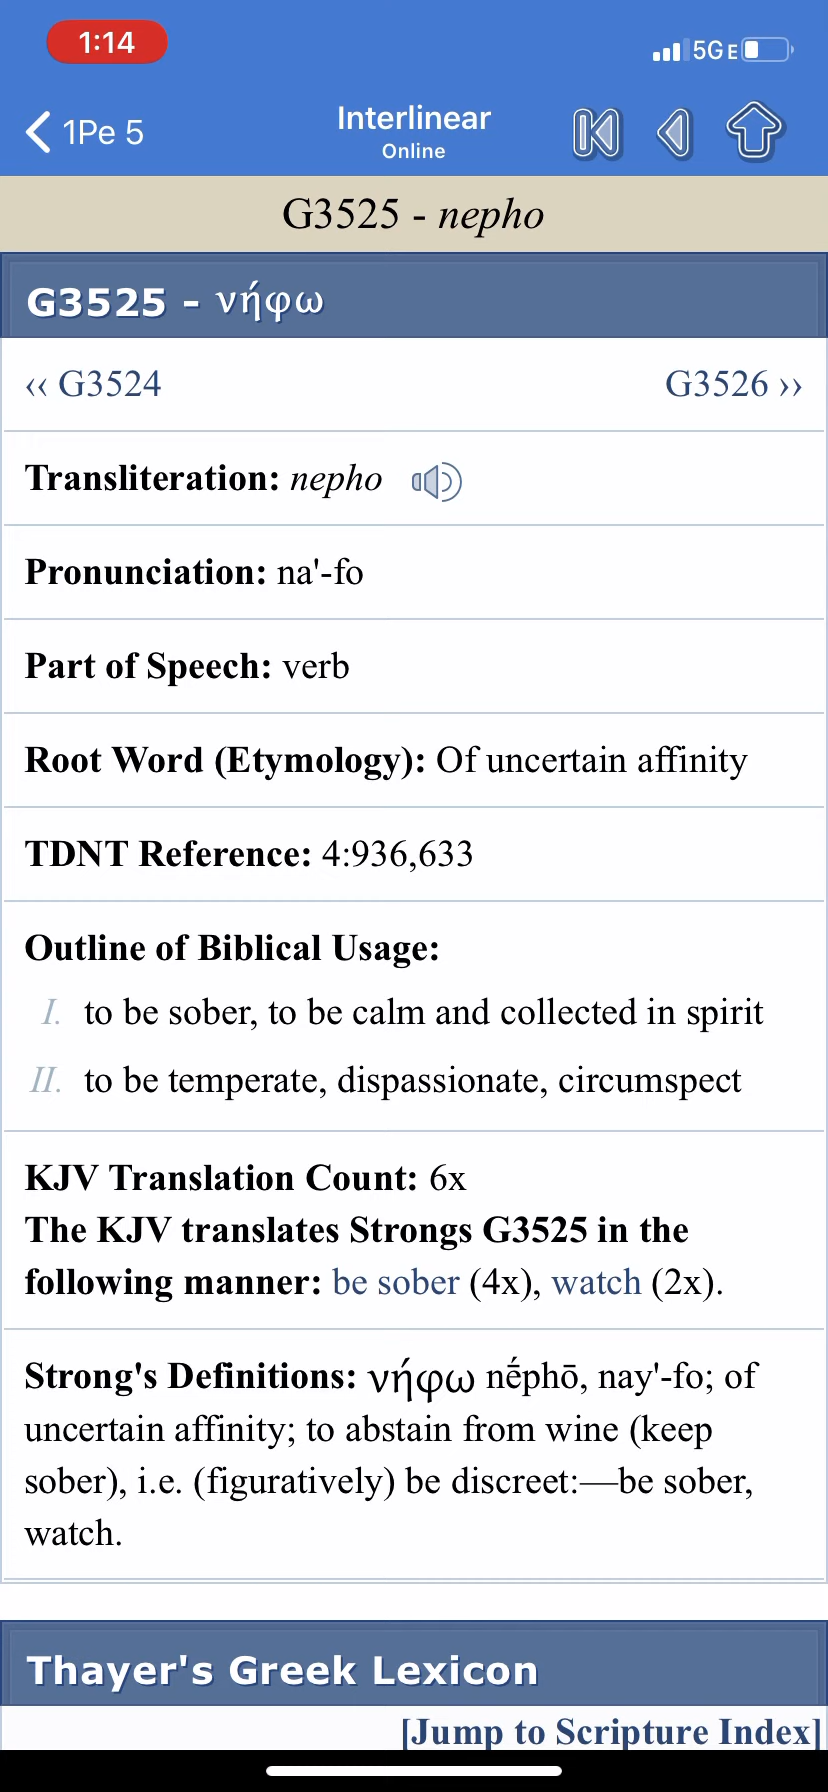 1:14
5G E
1Pe 5
Interlinear
Online
G3525 - nepho
G3525 - νήφω
‹‹ G3524
G3526 ››
Transliteration: nepho
Pronunciation: na'-fo
Part of Speech: verb
Root Word (Etymology): Of uncertain affinity
TDNT Reference: 4:936,633
Outline of Biblical Usage:
I. to be sober, to be calm and collected in spirit
II. to be temperate, dispassionate, circumspect
KJV Translation Count: 6x
The KJV translates Strongs G3525 in the
following manner: be sober (4x), watch (2x).
Strong's Definitions: νήφω nḗphō, nay'-fo; of
uncertain affinity; to abstain from wine (keep
sober), i.e. (figuratively) be discreet:—be sober,
watch.
Thayer's Greek Lexicon
[Jump to Scripture Index]